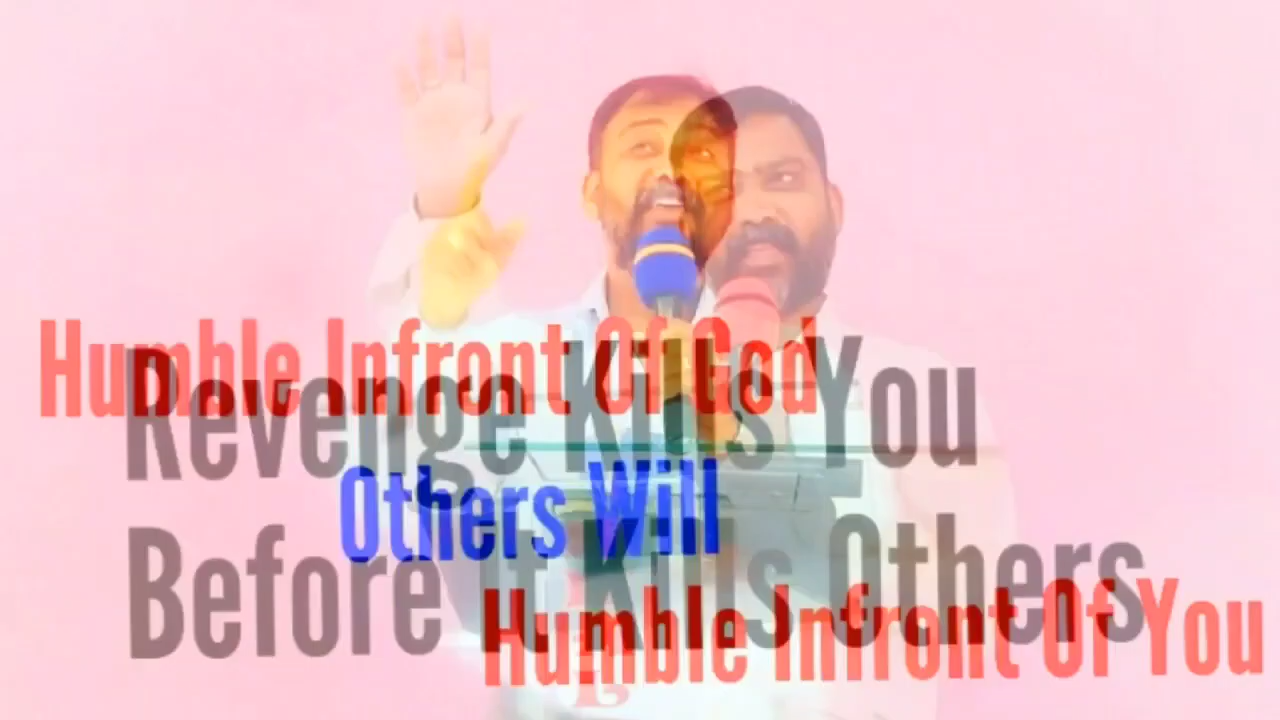 Humble Infront Of God
Revenge Kills You
Others Will
Before It Kills Others
Humble Infront Of You